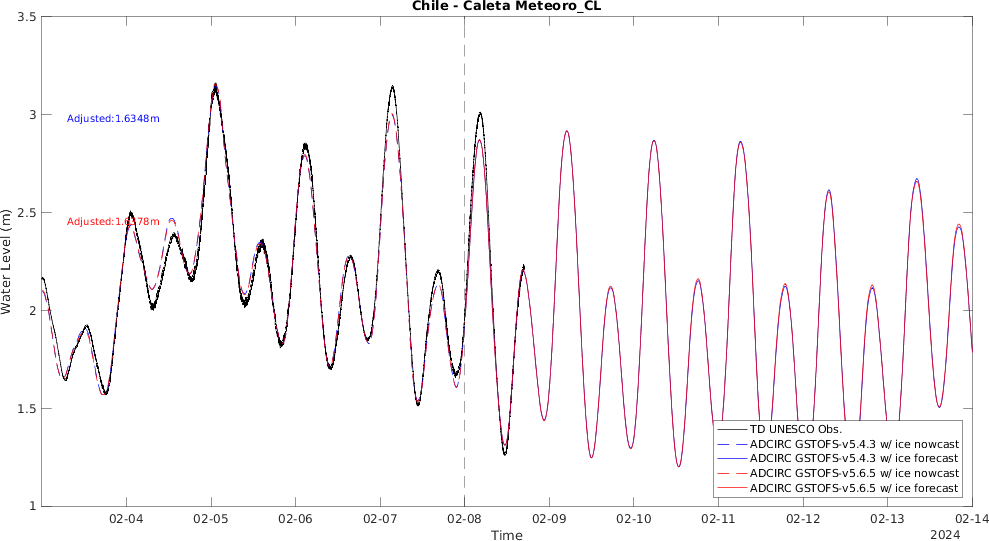 Chile - Caleta Meteoro_CL
3.5
3
2.5
2
1.5
1
Water Level (m)
Adjusted:1.6348m
Adjusted:1.6378m
TD UNESCO Obs.
ADCIRC GSTOFS-v5.4.3 w/ ice nowcast
ADCIRC GSTOFS-v5.4.3 w/ ice forecast
ADCIRC GSTOFS-v5.6.5 w/ ice nowcast
ADCIRC GSTOFS-v5.6.5 w/ ice forecast
02-04 02-05 02-06 02-07 02-08 02-09 02-10 02-11 02-12 02-13 02-14
Time
2024